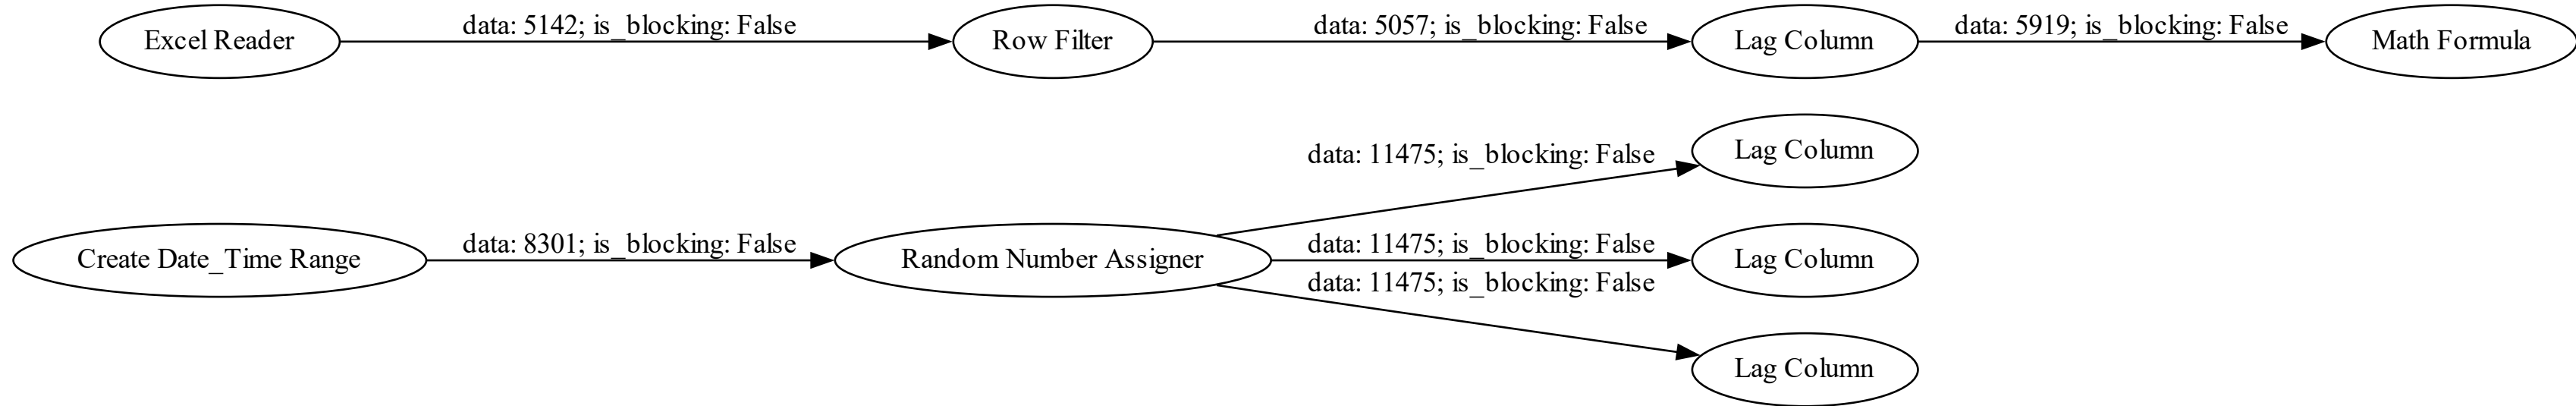 Excel Reader
data: 5142; is_blocking: False
Row Filter
data: 5057; is_blocking: False
Lag Column
data: 5919; is_blocking: False
Math Formula
data: 11475; is_blocking: False
Lag Column
Create Date_Time Range
data: 8301; is_blocking: False
Random Number Assigner
data: 11475; is_blocking: False
Lag Column
data: 11475; is_blocking: False
Lag Column